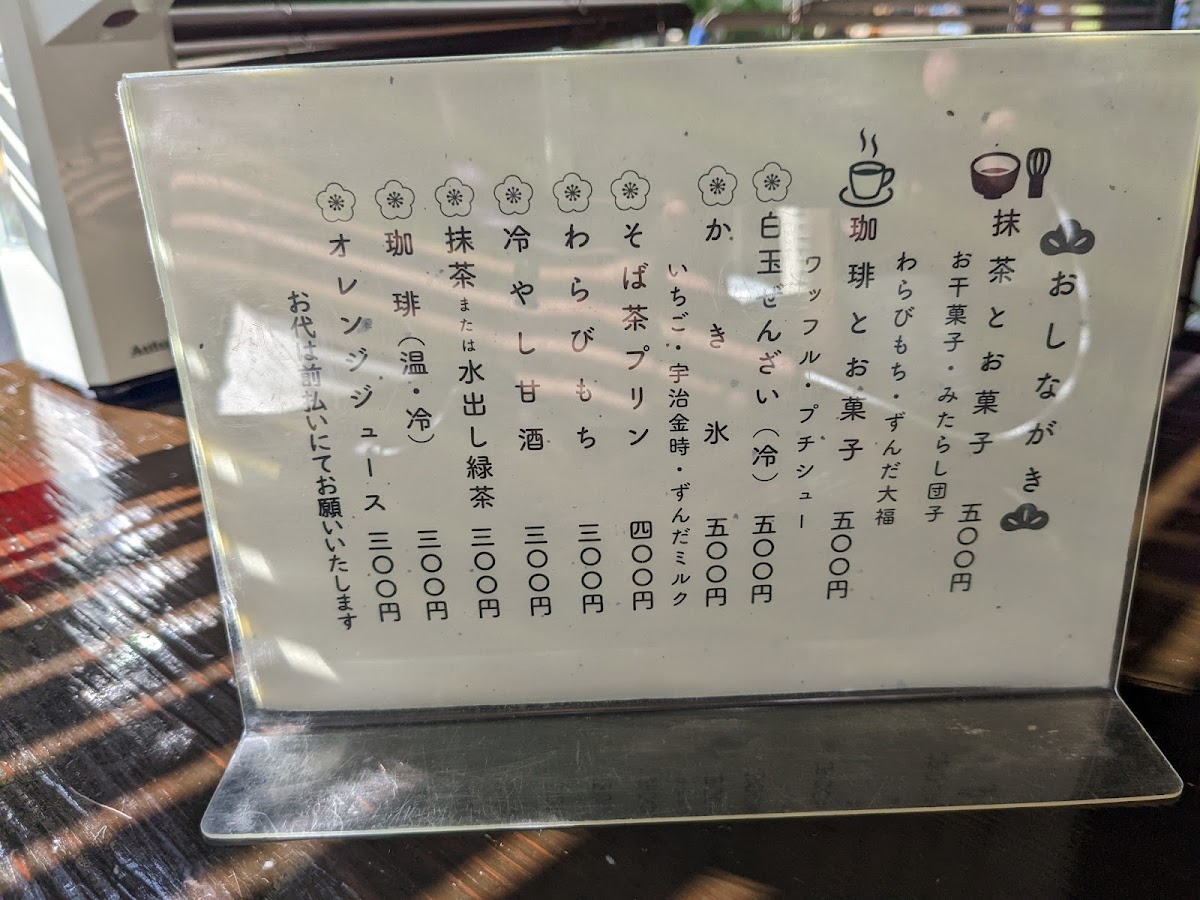 おしながき
抹茶とお菓子 五〇〇円
お干菓子・みたらし団子
わらびもち・ずんだ大福
珈琲とお菓子 五〇〇円
ワッフル・プチシュー
白玉ぜんざい(冷) 五〇〇円
かき氷 五〇〇円
いちご・宇治金時・ずんだミルク
そば茶プリン 四〇〇円
わらびもち 三〇〇円
冷やし甘酒 三〇〇円
抹茶または水出し緑茶 三〇〇円
珈琲(温・冷) 三〇〇円
オレンジジュース 三〇〇円
お代は前払いにてお願いいたします